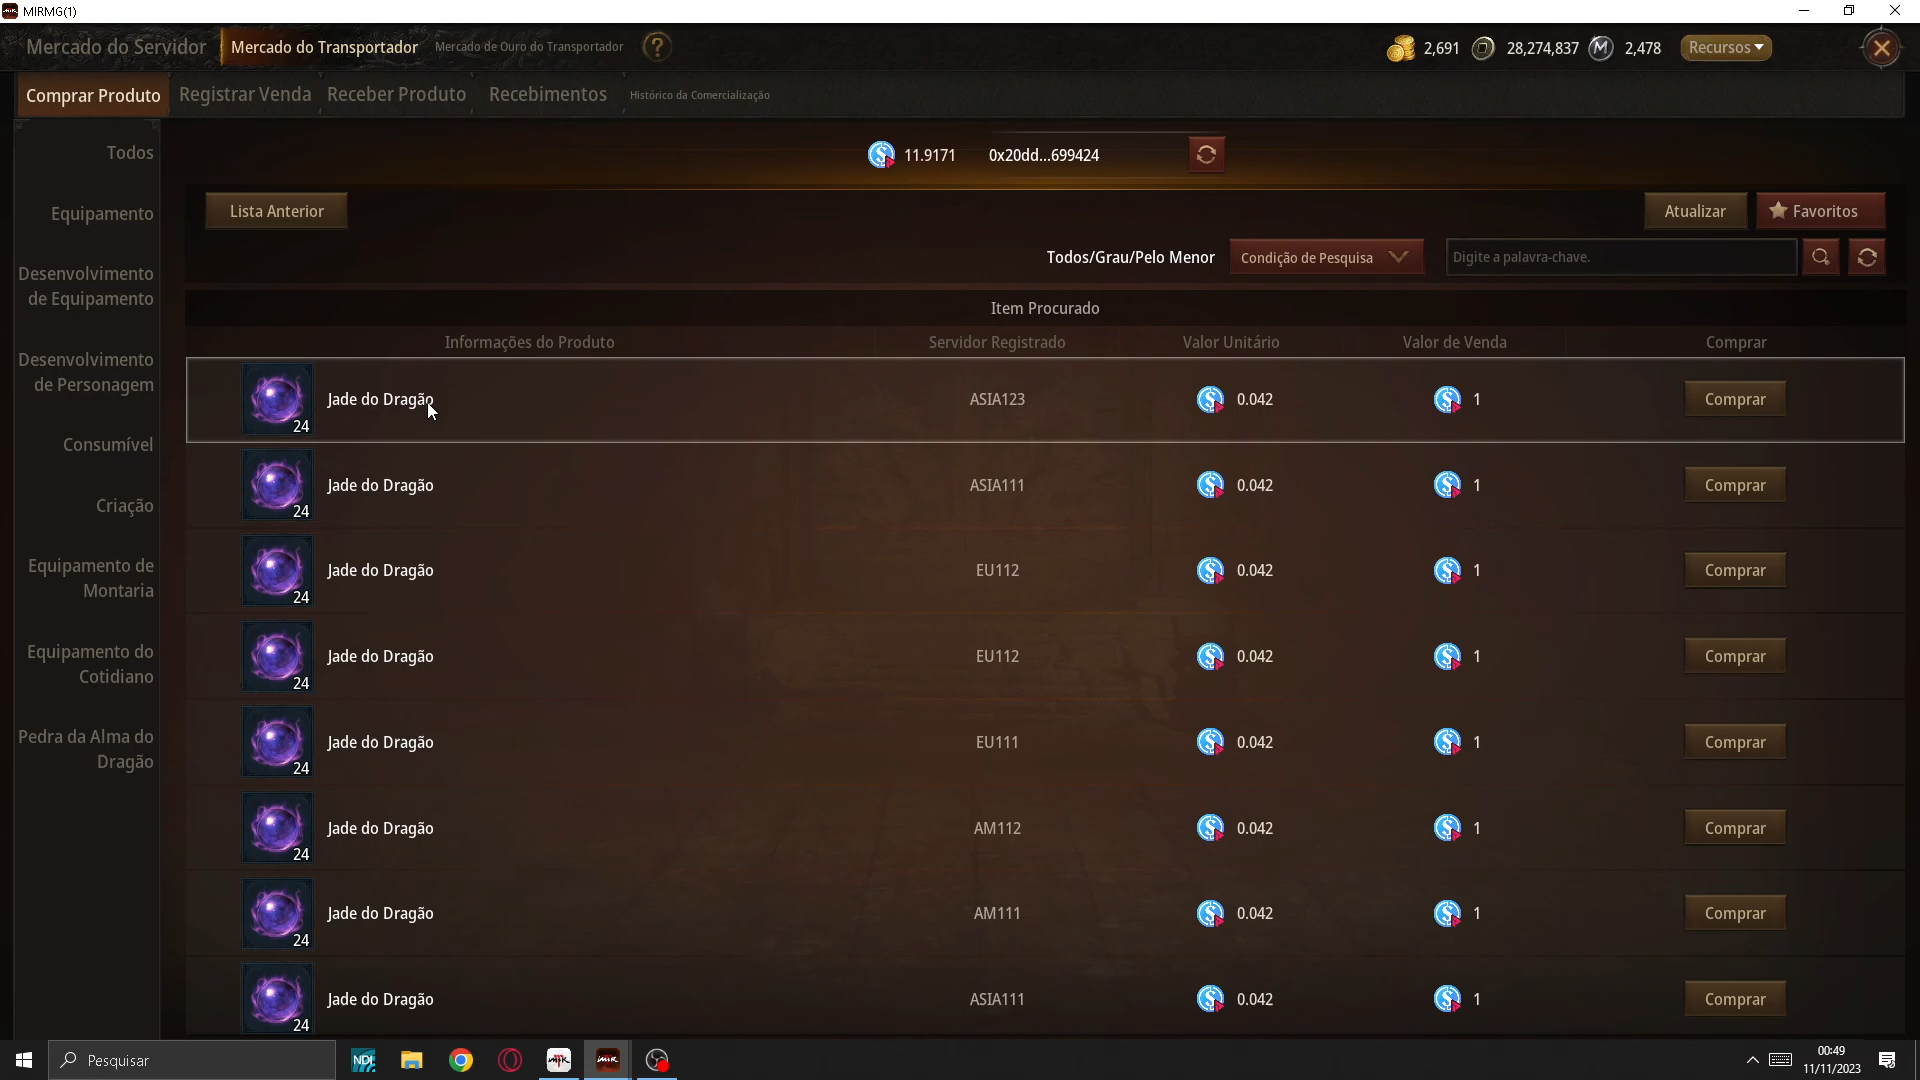 MIRMG(1)
Mercado do Servidor Mercado do Transportador Mercado de Ouro do Transportador ? 2,691 28,274,837 M 2,478 Recursos
Comprar Produto Registrar Venda Receber Produto Recebimentos Histórico da Comercialização
Todos
Equipamento
Desenvolvimento
de Equipamento
Desenvolvimento
de Personagem
Consumível
Criação
Equipamento de
Montaria
Equipamento do
Cotidiano
Pedra da Alma do
Dragão
11.9171 0x20dd...699424
Lista Anterior Atualizar Favoritos
Todos/Grau/Pelo Menor Condição de Pesquisa Digite a palavra-chave.
Item Procurado
Informações do Produto Servidor Registrado Valor Unitário Valor de Venda Comprar
24 Jade do Dragão ASIA123 0.042 1 Comprar
24 Jade do Dragão ASIA111 0.042 1 Comprar
24 Jade do Dragão EU112 0.042 1 Comprar
24 Jade do Dragão EU112 0.042 1 Comprar
24 Jade do Dragão EU111 0.042 1 Comprar
24 Jade do Dragão AM112 0.042 1 Comprar
24 Jade do Dragão AM111 0.042 1 Comprar
24 Jade do Dragão ASIA111 0.042 1 Comprar
Pesquisar NDI 00:49
11/11/2023